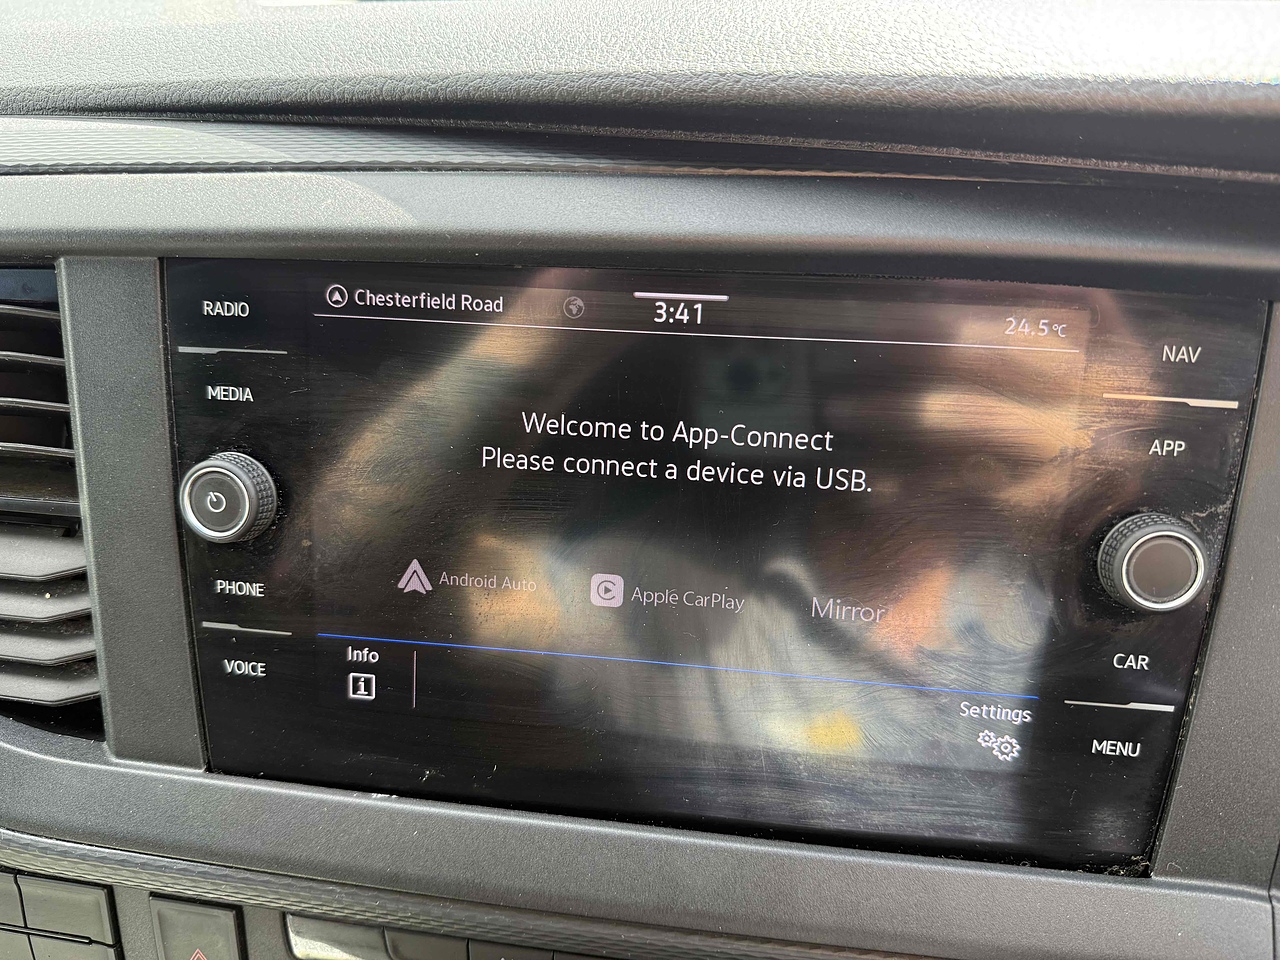 RADIO
MEDIA
PHONE
VOICE
Chesterfield Road
3:41
24.5°C
Welcome to App-Connect
Please connect a device via USB.
Android Auto
Apple CarPlay
Mirror
Info
i
Settings
NAV
APP
CAR
MENU